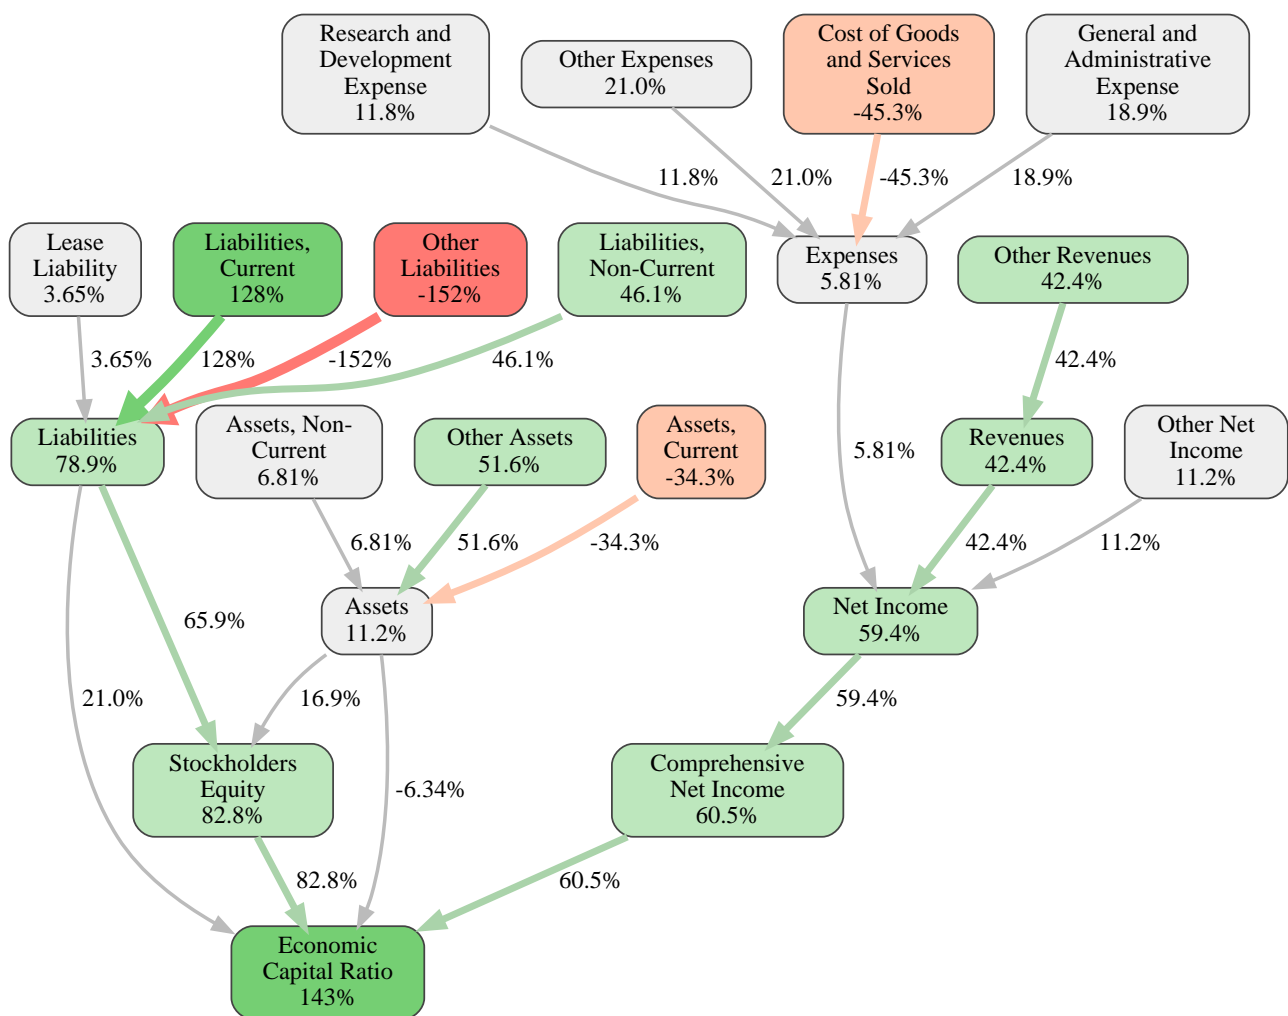 Research and
Development
Expense
11.8%
Other Expenses
21.0%
Cost of Goods
and Services
Sold
-45.3%
General and
Administrative
Expense
18.9%
11.8%
21.0%
-45.3%
18.9%
Lease
Liability
3.65%
Liabilities,
Current
128%
Other
Liabilities
-152%
Liabilities,
Non-Current
46.1%
Expenses
5.81%
Other Revenues
42.4%
3.65%
128%
-152%
46.1%
42.4%
Liabilities
78.9%
Assets, Non-
Current
6.81%
Other Assets
51.6%
Assets,
Current
-34.3%
5.81%
Revenues
42.4%
Other Net
Income
11.2%
6.81%
51.6%
-34.3%
42.4%
11.2%
65.9%
Assets
11.2%
Net Income
59.4%
21.0%
16.9%
59.4%
Stockholders
Equity
82.8%
-6.34%
Comprehensive
Net Income
60.5%
82.8%
60.5%
Economic
Capital Ratio
143%